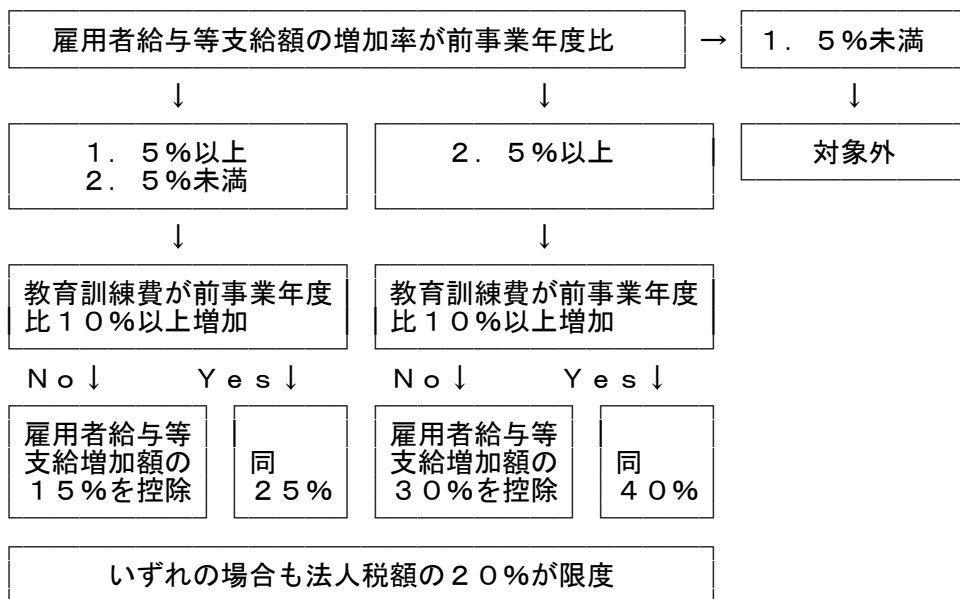 雇用者給与等支給額の増加率が前事業年度比 → 1.5%未満
↓ ↓ ↓
1.5%以上
2.5%未満
2.5%以上
対象外
↓ ↓
教育訓練費が前事業年度
比10%以上増加
教育訓練費が前事業年度
比10%以上増加
No↓ Yes↓ No↓ Yes↓
雇用者給与等
支給増加額の
15%を控除
同
25%
雇用者給与等
支給増加額の
30%を控除
同
40%
いずれの場合も法人税額の20%が限度